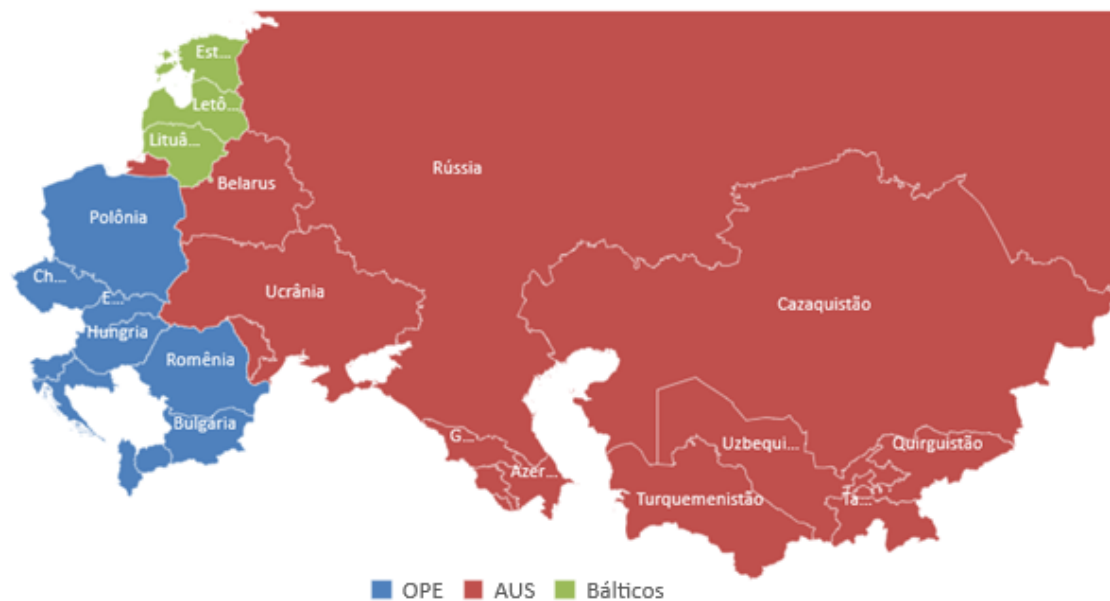 Est...
Letô...
Lituâ...
Rússia
Belarus
Polônia
Ch...
Ucrânia
E...
Cazaquistão
Hungria
Romênia
Bulgária
G...
Uzbequi...
Quirguistão
Azer...
Turquemenistão
Ta...
OPE AUS Bálticos